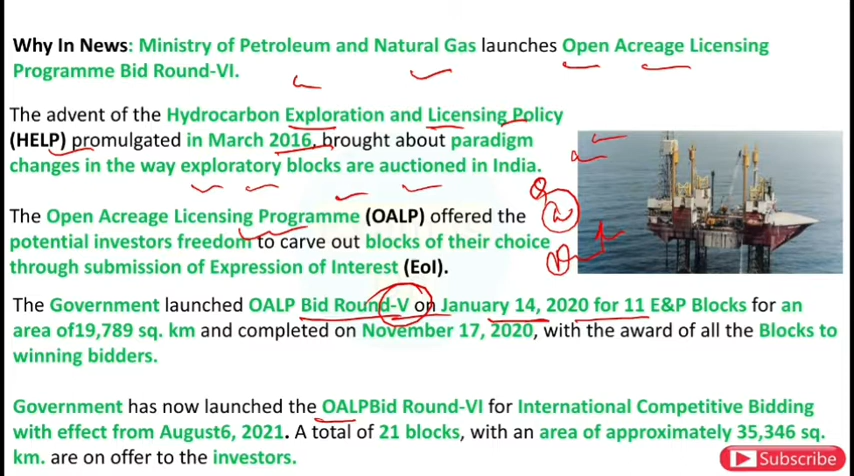 Why In News: Ministry of Petroleum and Natural Gas launches Open Acreage Licensing
Programme Bid Round-VI.
The advent of the Hydrocarbon Exploration and Licensing Policy
(HELP) promulgated in March 2016, brought about paradigm
changes in the way exploratory blocks are auctioned in India.
The Open Acreage Licensing Programme (OALP) offered the
potential investors freedom to carve out blocks of their choice
through submission of Expression of Interest (EoI).
The Government launched OALP Bid Round-V on January 14, 2020 for 11 E&P Blocks for an
area of19,789 sq. km and completed on November 17, 2020, with the award of all the Blocks to
winning bidders.
Government has now launched the OALPBid Round-VI for International Competitive Bidding
with effect from August6, 2021. A total of 21 blocks, with an area of approximately 35,346 sq.
km. are on offer to the investors.
Subscribe